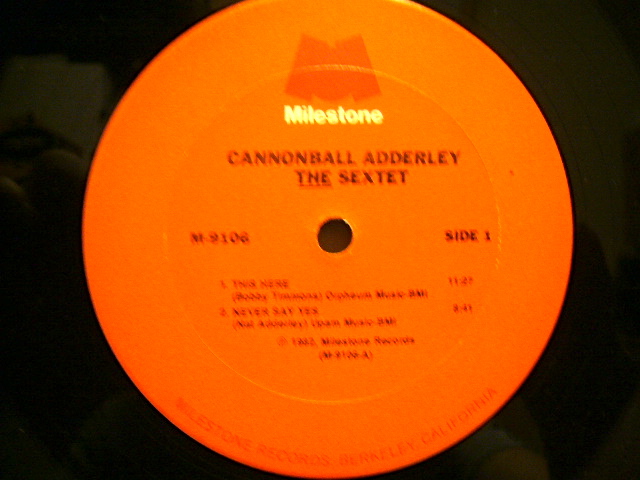 Milestone
CANNONBALL ADDERLEY
THE SEXTET
M-9106
SIDE 1
1. THIS HERE 11:27
(Bobby Timmons) Orpheum Music-BMI
2. NEVER SAY YES 8:41
(Nat Adderley) Upam Music-BMI
℗ 1982, Milestone Records
(M-9106-A)
MILESTONE RECORDS, BERKELEY, CALIFORNIA